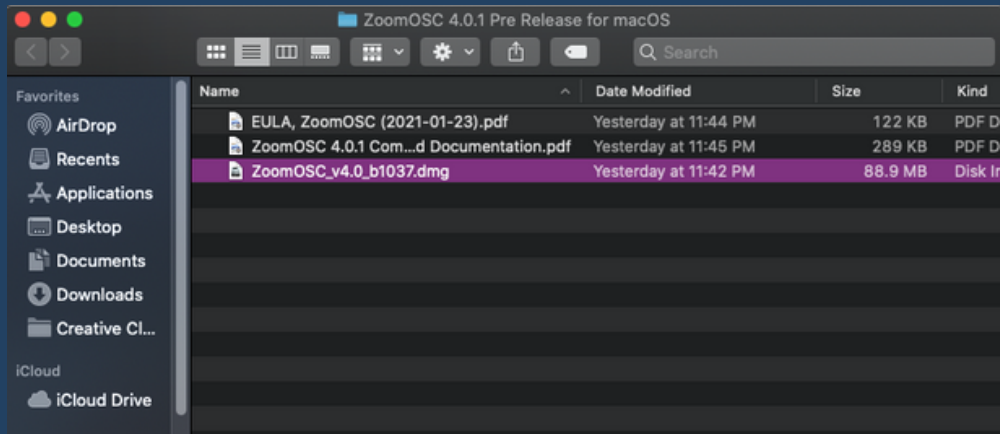 ZoomOSC 4.0.1 Pre Release for macOS
Search
Favorites
AirDrop
Recents
Applications
Desktop
Documents
Downloads
Creative Cl...
iCloud
iCloud Drive
Name Date Modified Size Kind
EULA, ZoomOSC (2021-01-23).pdf Yesterday at 11:44 PM 122 KB PDF D
ZoomOSC 4.0.1 Com...d Documentation.pdf Yesterday at 11:45 PM 289 KB PDF D
ZoomOSC_v4.0_b1037.dmg Yesterday at 11:42 PM 88.9 MB Disk Ir